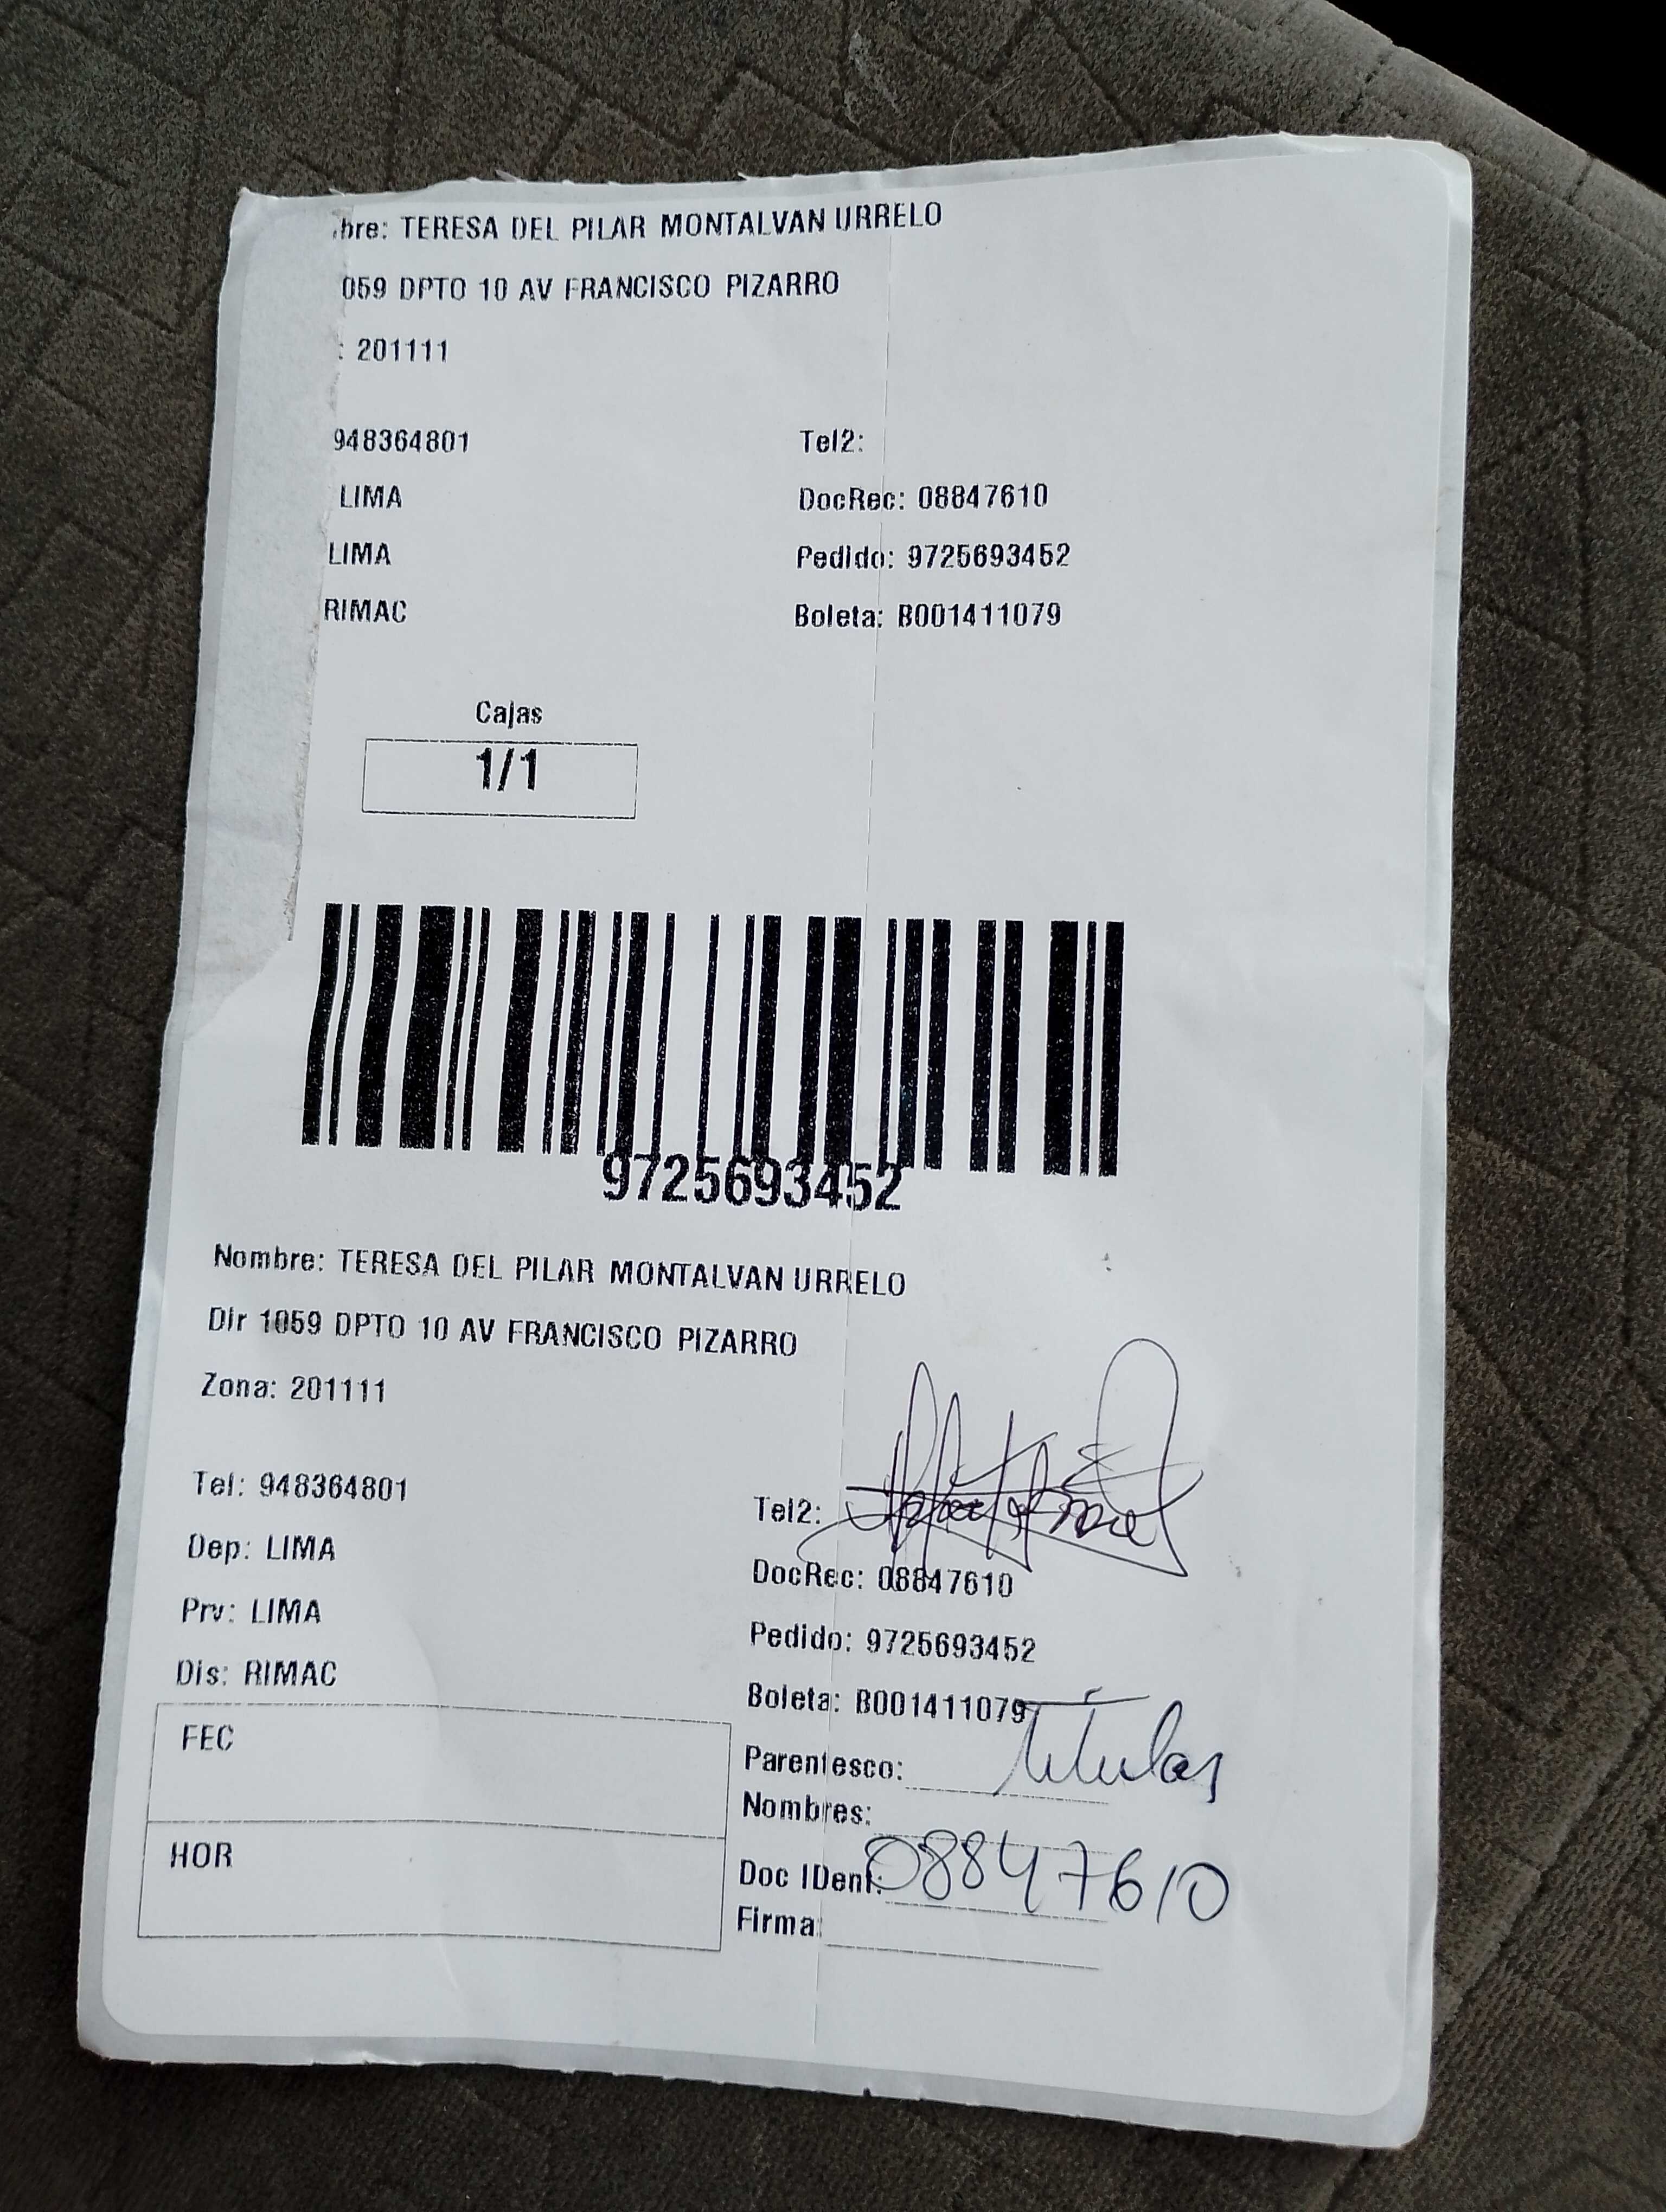 bre: TERESA DEL PILAR MONTALVAN URRELO
059 DPTO 10 AV FRANCISCO PIZARRO
: 201111
948364801 Tel2:
LIMA DocRec: 08847610
LIMA Pedido: 9725693452
RIMAC Boleta: B001411079
Cajas
1/1
9725693452
Nombre: TERESA DEL PILAR MONTALVAN URRELO
Dir 1059 DPTO 10 AV FRANCISCO PIZARRO
Zona: 201111
Tel: 948364801 Tel2:
Dep: LIMA DocRec: 08847610
Prv: LIMA Pedido: 9725693452
Dis: RIMAC Boleta: B001411079
FEC Parentesco: Titular
Nombres:
HOR Doc IDent: 08847610
Firma: